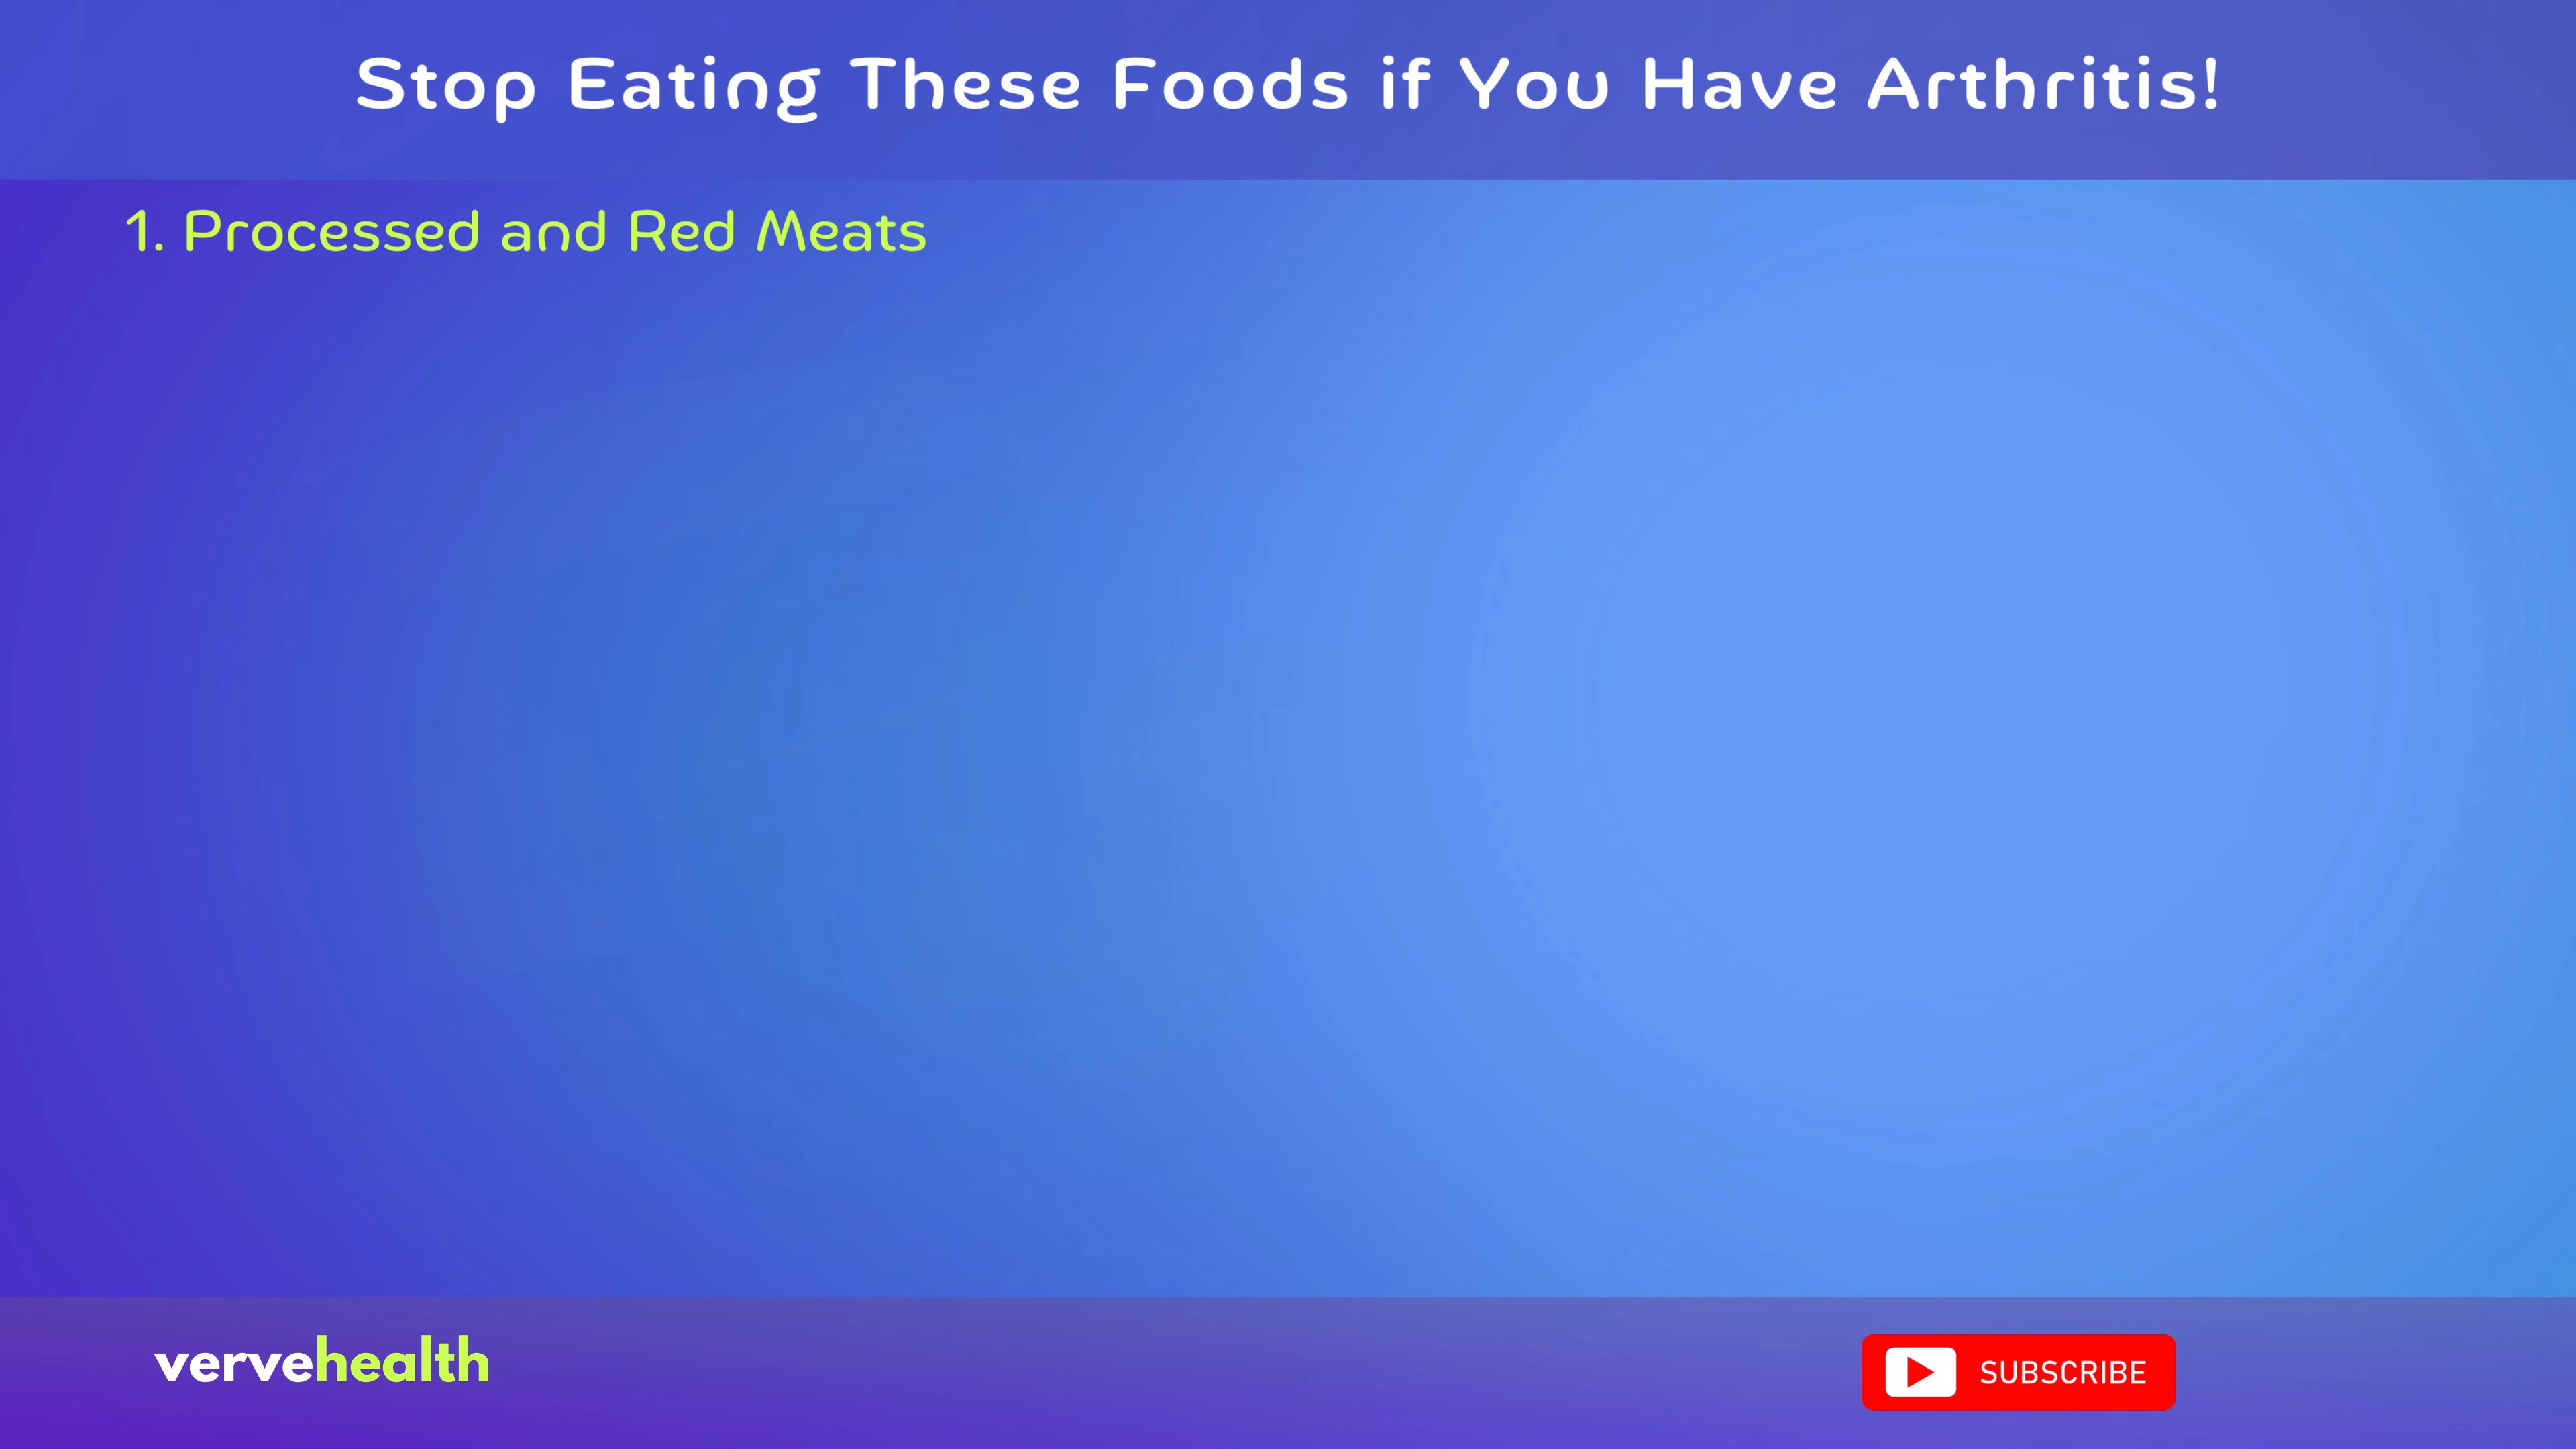 Stop Eating These Foods if You Have Arthritis!
1. Processed and Red Meats
vervehealth
SUBSCRIBE